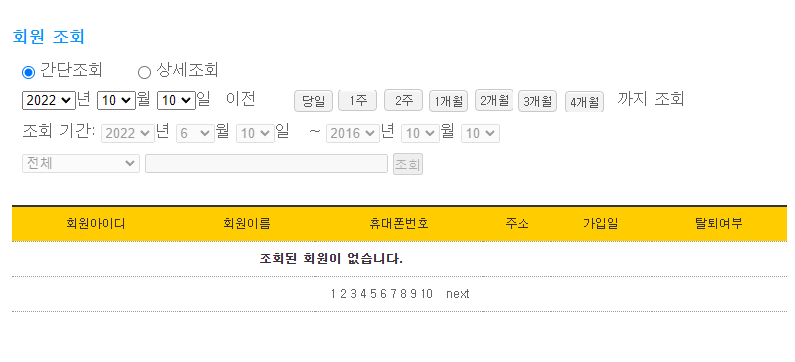 회원 조회
간단조회 상세조회
2022 년 10 월 10 일 이전 당일 1주 2주 1개월 2개월 3개월 4개월 까지 조회
조회 기간: 2022 년 6 월 10 일 ~ 2016 년 10 월 10
전체 조회
회원아이디 회원이름 휴대폰번호 주소 가입일 탈퇴여부
조회된 회원이 없습니다.
1 2 3 4 5 6 7 8 9 10 next